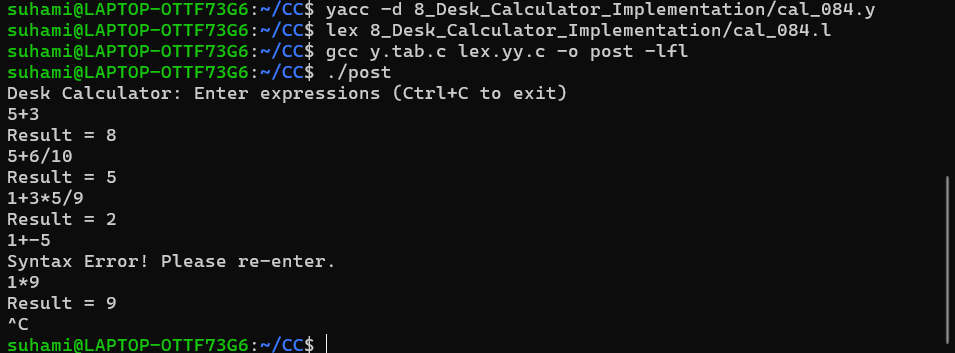 suhami@LAPTOP-OTTF73G6:~/CC$ yacc -d 8_Desk_Calculator_Implementation/cal_084.y
suhami@LAPTOP-OTTF73G6:~/CC$ lex 8_Desk_Calculator_Implementation/cal_084.l
suhami@LAPTOP-OTTF73G6:~/CC$ gcc y.tab.c lex.yy.c -o post -lfl
suhami@LAPTOP-OTTF73G6:~/CC$ ./post
Desk Calculator: Enter expressions (Ctrl+C to exit)
5+3
Result = 8
5+6/10
Result = 5
1+3*5/9
Result = 2
1+-5
Syntax Error! Please re-enter.
1*9
Result = 9
^C
suhami@LAPTOP-OTTF73G6:~/CC$